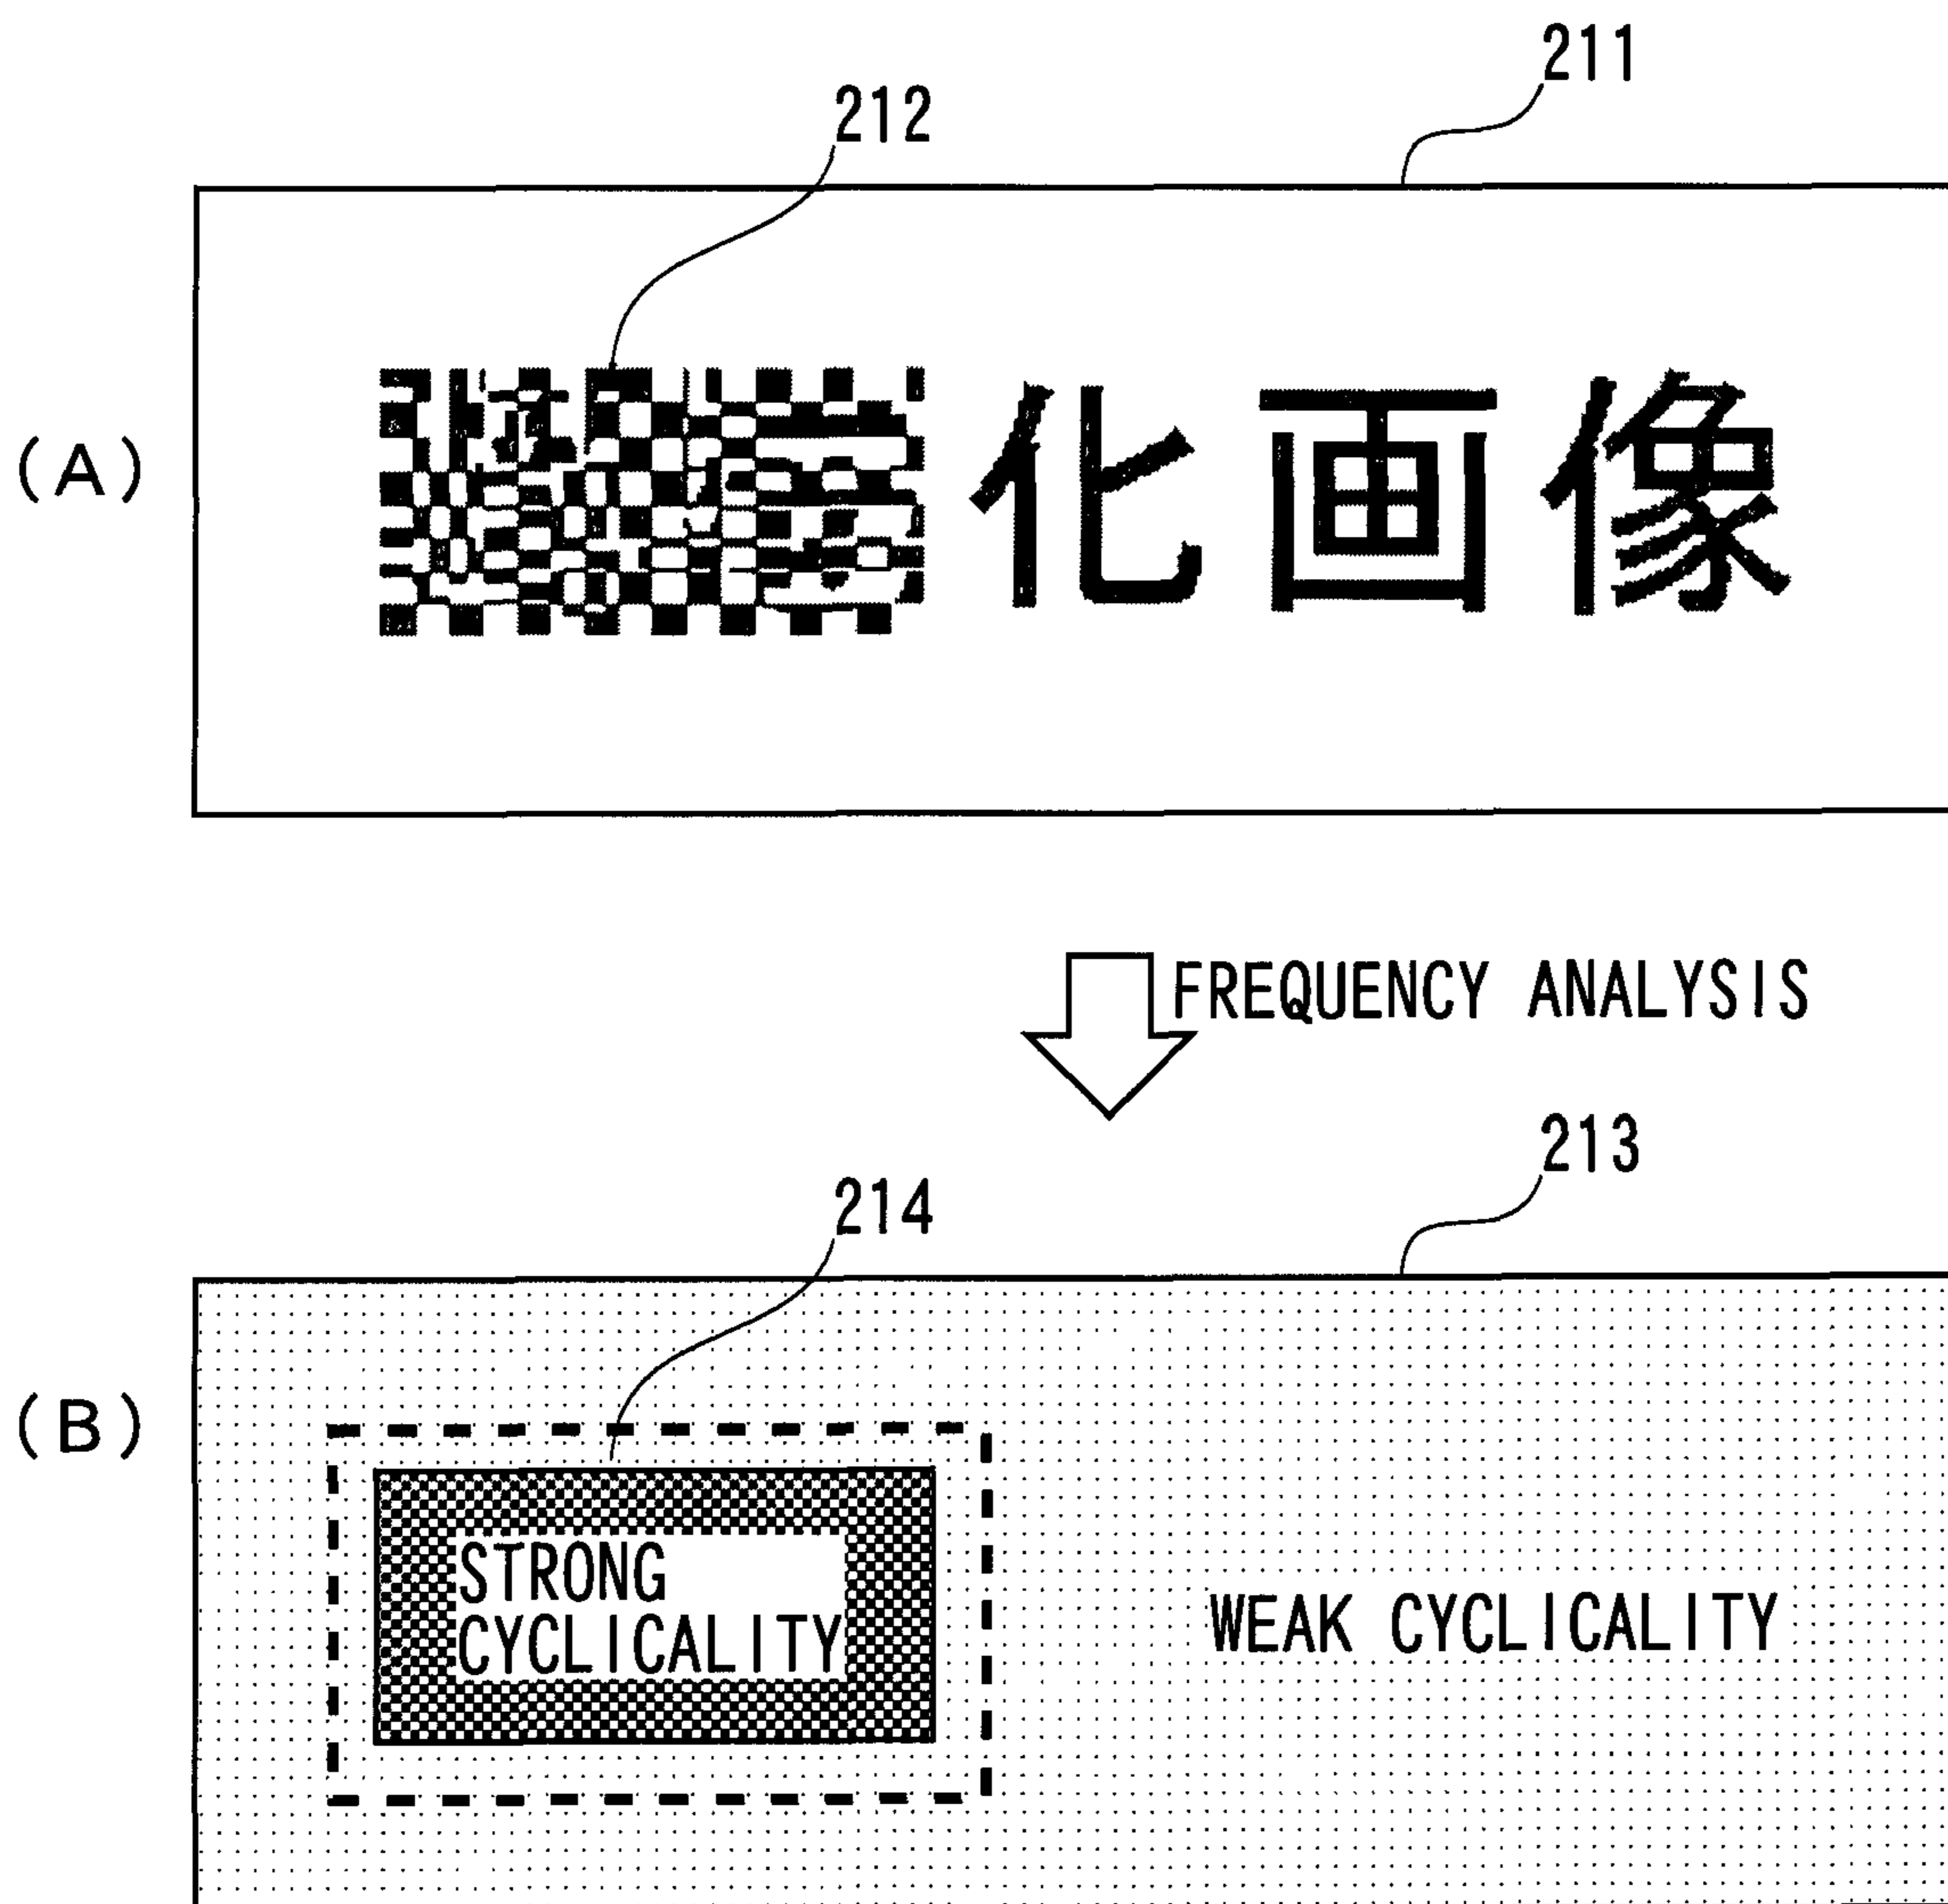 211
212
(A)
化画像
FREQUENCY ANALYSIS
213
214
(B)
STRONG
CYCLICALITY
WEAK CYCLICALITY